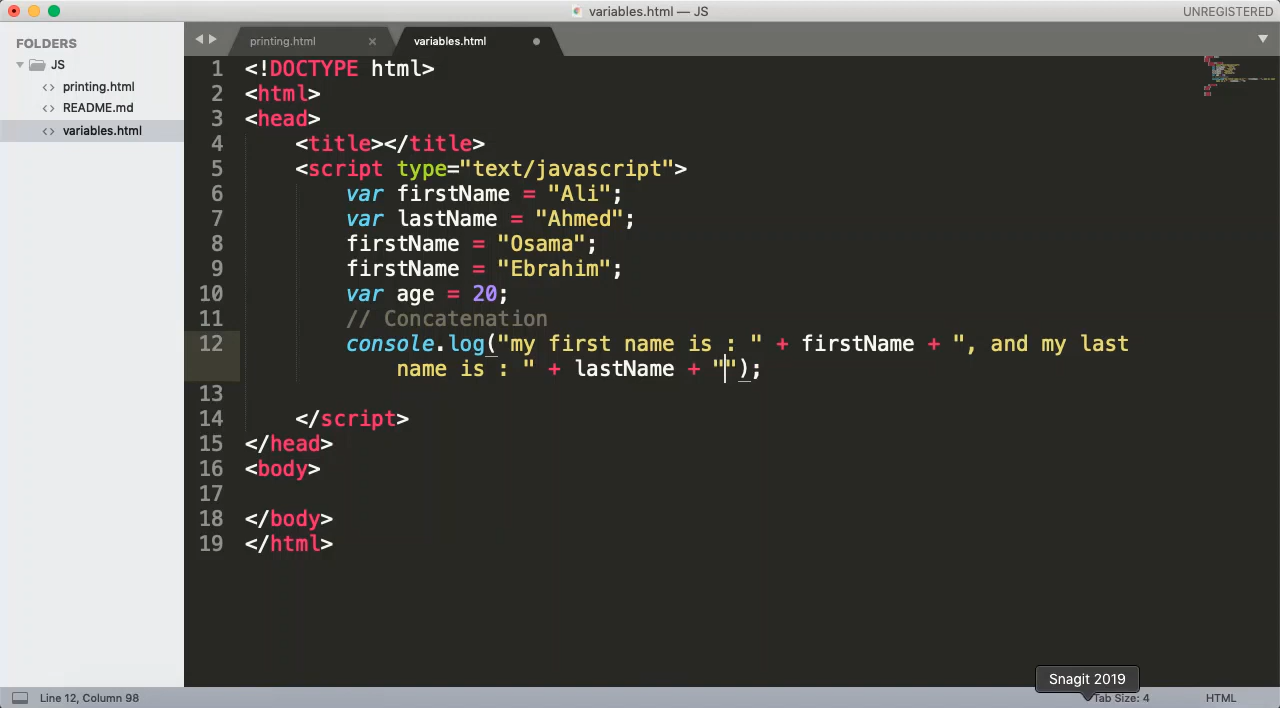 variables.html — JS
UNREGISTERED
FOLDERS
JS
printing.html
README.md
variables.html
printing.html
variables.html
1 <!DOCTYPE html>
2 <html>
3 <head>
4 <title></title>
5 <script type="text/javascript">
6 var firstName = "Ali";
7 var lastName = "Ahmed";
8 firstName = "Osama";
9 firstName = "Ebrahim";
10 var age = 20;
11 // Concatenation
12 console.log("my first name is : " + firstName + ", and my last
name is : " + lastName + "");
13
14 </script>
15 </head>
16 <body>
17
18 </body>
19 </html>
Snagit 2019
Line 12, Column 98
Tab Size: 4
HTML